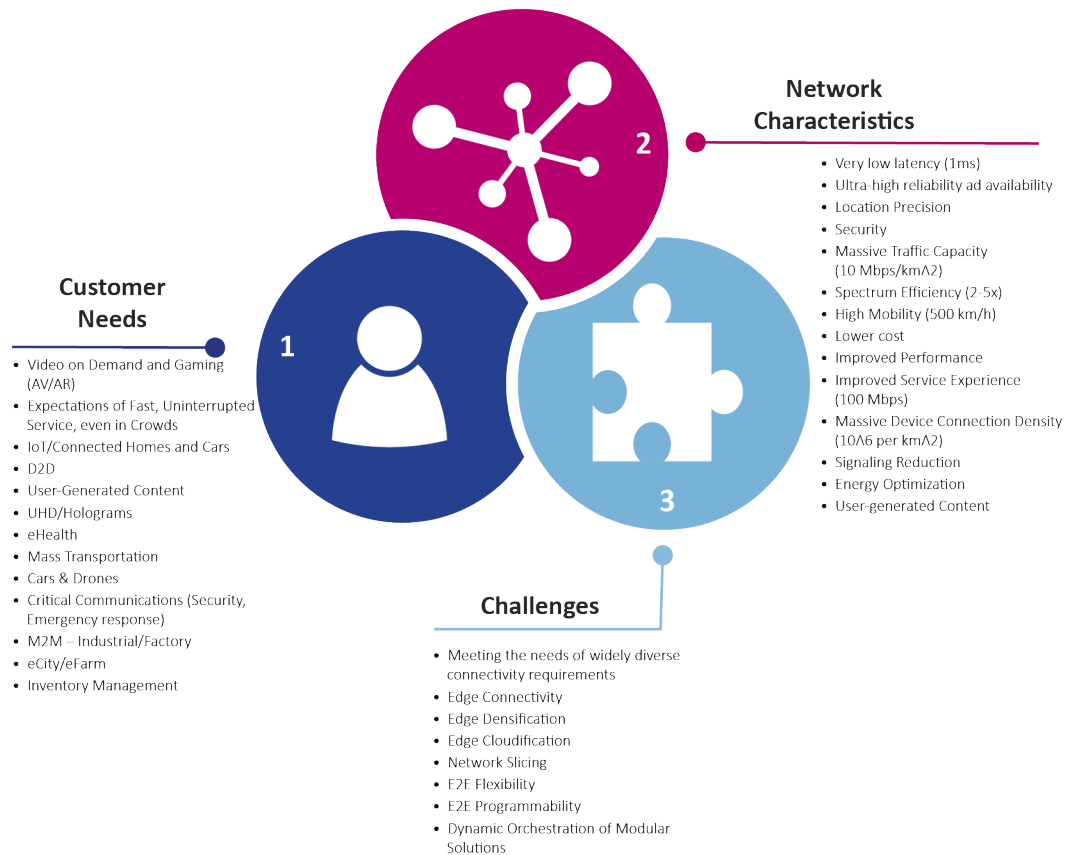 Customer
Needs
1
• Video on Demand and Gaming
(AV/AR)
• Expectations of Fast, Uninterrupted
Service, even in Crowds
• IoT/Connected Homes and Cars
• D2D
• User-Generated Content
• UHD/Holograms
• eHealth
• Mass Transportation
• Cars & Drones
• Critical Communications (Security,
Emergency response)
• M2M – Industrial/Factory
• eCity/eFarm
• Inventory Management
2
Network
Characteristics
• Very low latency (1ms)
• Ultra-high reliability ad availability
• Location Precision
• Security
• Massive Traffic Capacity
(10 Mbps/km^2)
• Spectrum Efficiency (2-5x)
• High Mobility (500 km/h)
• Lower cost
• Improved Performance
• Improved Service Experience
(100 Mbps)
• Massive Device Connection Density
(10^6 per km^2)
• Signaling Reduction
• Energy Optimization
• User-generated Content
3
Challenges
• Meeting the needs of widely diverse
connectivity requirements
• Edge Connectivity
• Edge Densification
• Edge Cloudification
• Network Slicing
• E2E Flexibility
• E2E Programmability
• Dynamic Orchestration of Modular
Solutions